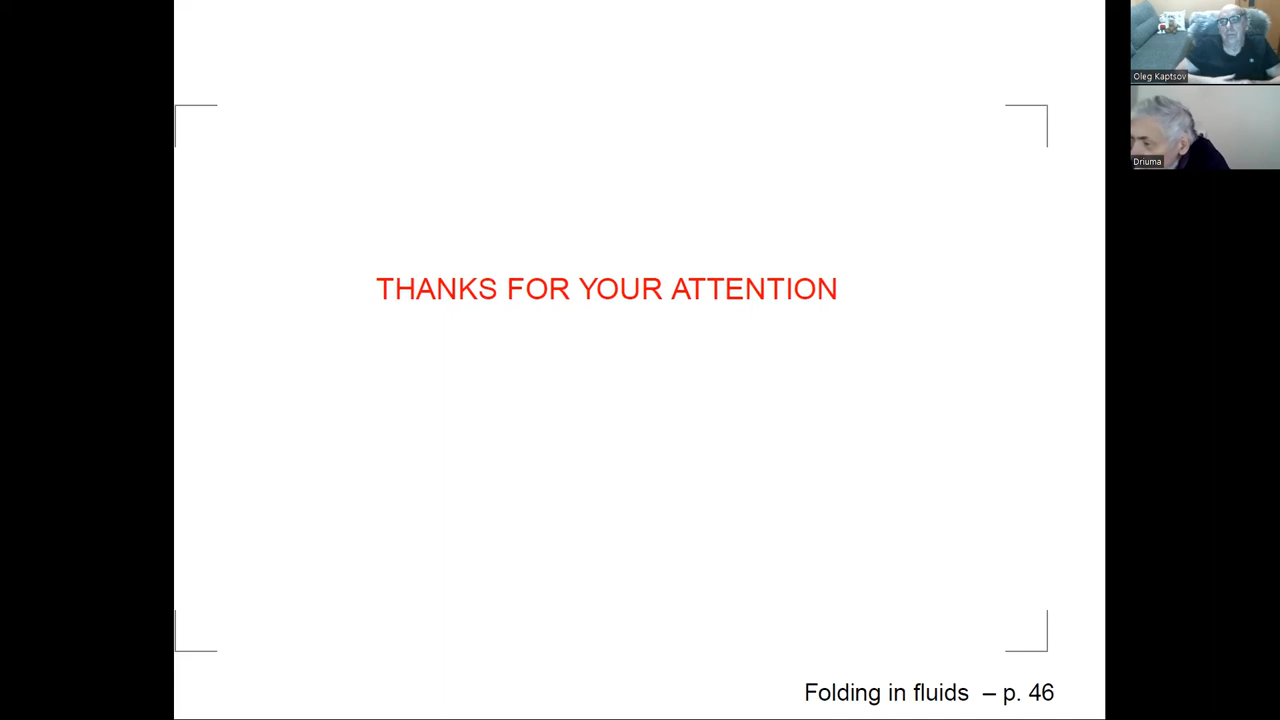 Oleg Kaptsov
Driuma
THANKS FOR YOUR ATTENTION
Folding in fluids – p. 46